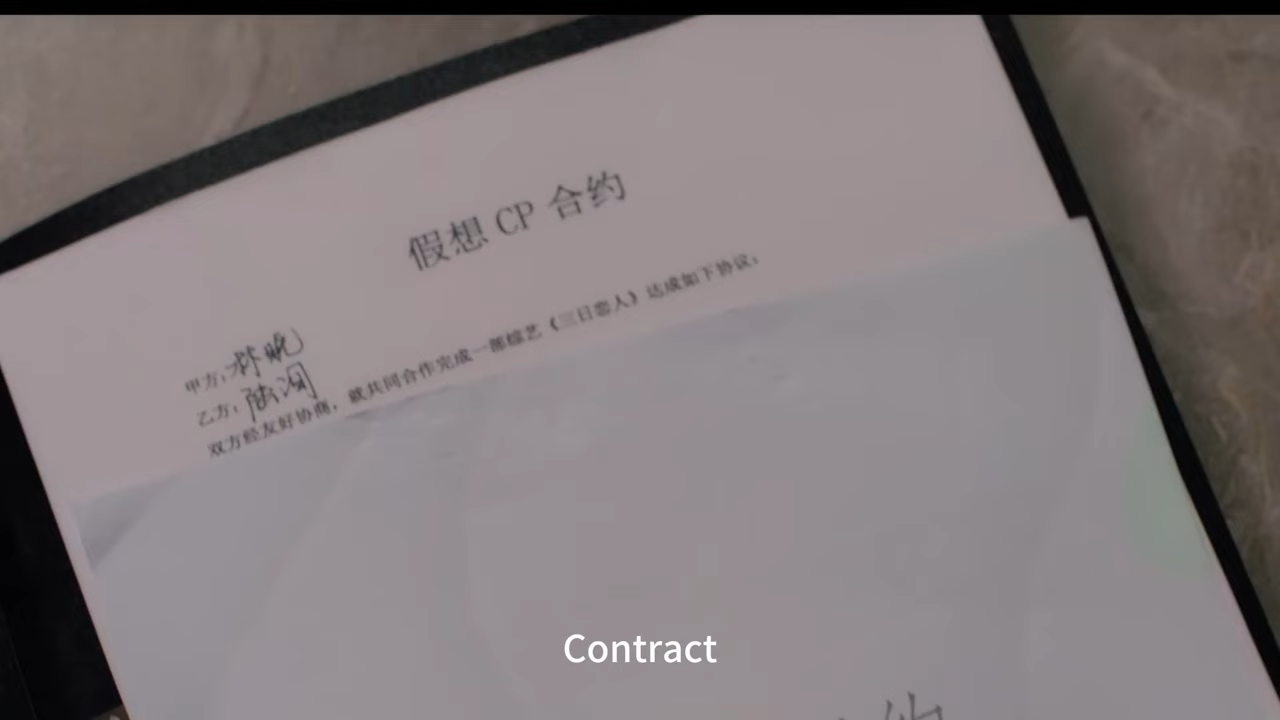 假想 CP 合约
甲方：林晚
乙方：陆润
双方经友好协商，就共同合作完成一部综艺《三日恋人》达成如下协议：
Contract
约